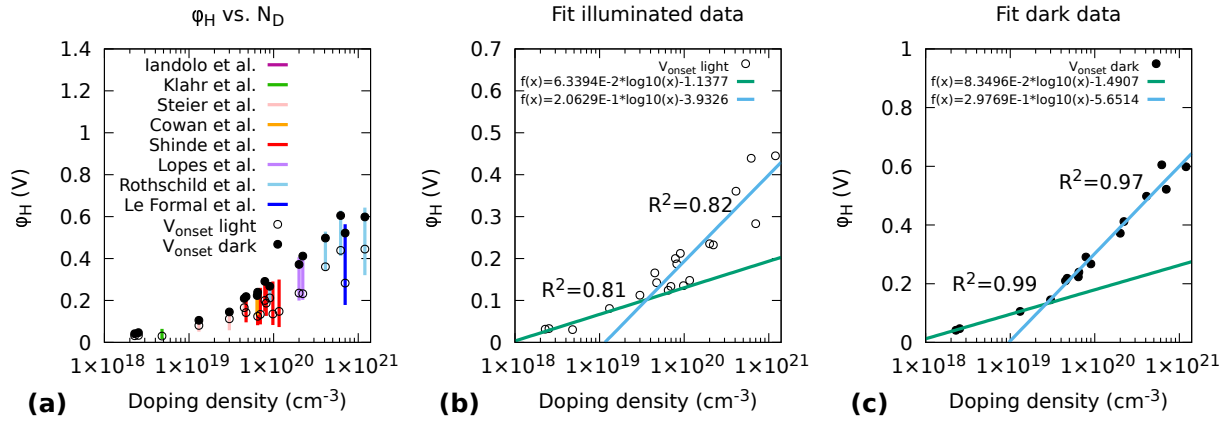 φH vs. ND
1.4
1.2
1
0.8
0.6
0.4
0.2
0
φH (V)
Iandolo et al.
Klahr et al.
Steier et al.
Cowan et al.
Shinde et al.
Lopes et al.
Rothschild et al.
Le Formal et al.
Vonset light
Vonset dark
1×10^18
1×10^19
1×10^20
1×10^21
(a)
Doping density (cm^-3)
Fit illuminated data
0.7
0.6
0.5
0.4
0.3
0.2
0.1
0
φH (V)
Vonset light
f(x)=6.3394E-2*log10(x)-1.1377
f(x)=2.0629E-1*log10(x)-3.9326
R^2=0.82
R^2=0.81
1×10^18
1×10^19
1×10^20
1×10^21
(b)
Doping density (cm^-3)
Fit dark data
1
0.8
0.6
0.4
0.2
0
φH (V)
Vonset dark
f(x)=8.3496E-2*log10(x)-1.4907
f(x)=2.9769E-1*log10(x)-5.6514
R^2=0.97
R^2=0.99
1×10^18
1×10^19
1×10^20
1×10^21
(c)
Doping density (cm^-3)